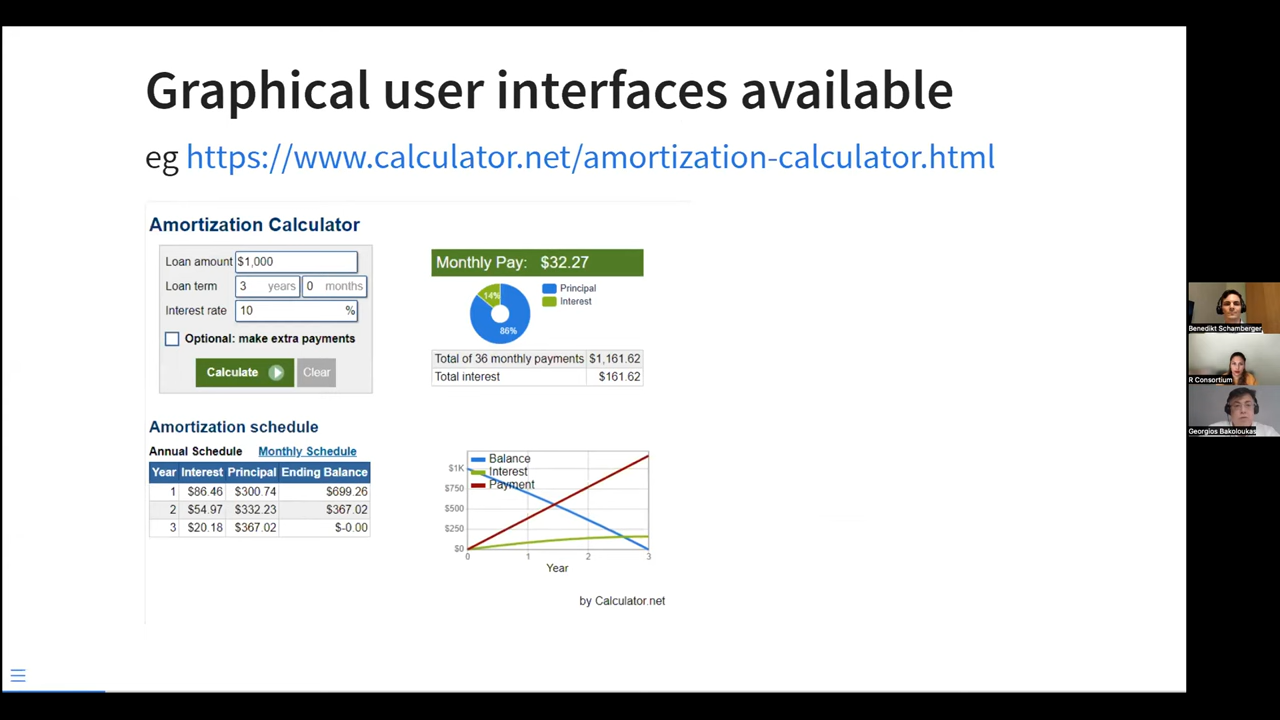 Graphical user interfaces available
eg https://www.calculator.net/amortization-calculator.html
Amortization Calculator
Loan amount $1,000
Loan term 3 years 0 months
Interest rate 10 %
Optional: make extra payments
Calculate Clear
Monthly Pay: $32.27
14%
86%
Principal
Interest
Total of 36 monthly payments $1,161.62
Total interest $161.62
Amortization schedule
Annual Schedule Monthly Schedule
Year Interest Principal Ending Balance
1 $86.46 $300.74 $699.26
2 $54.97 $332.23 $367.02
3 $20.18 $367.02 $-0.00
Balance
Interest
Payment
$1K
$750
$500
$250
$0
0 1 2 3
Year
by Calculator.net
Benedikt Schamberger
R Consortium
Georgios Bakoloukas